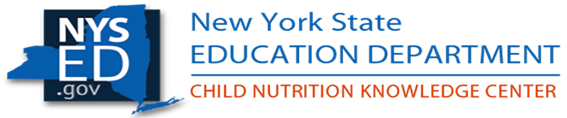 NYS
ED
.gov
New York State
EDUCATION DEPARTMENT
CHILD NUTRITION KNOWLEDGE CENTER